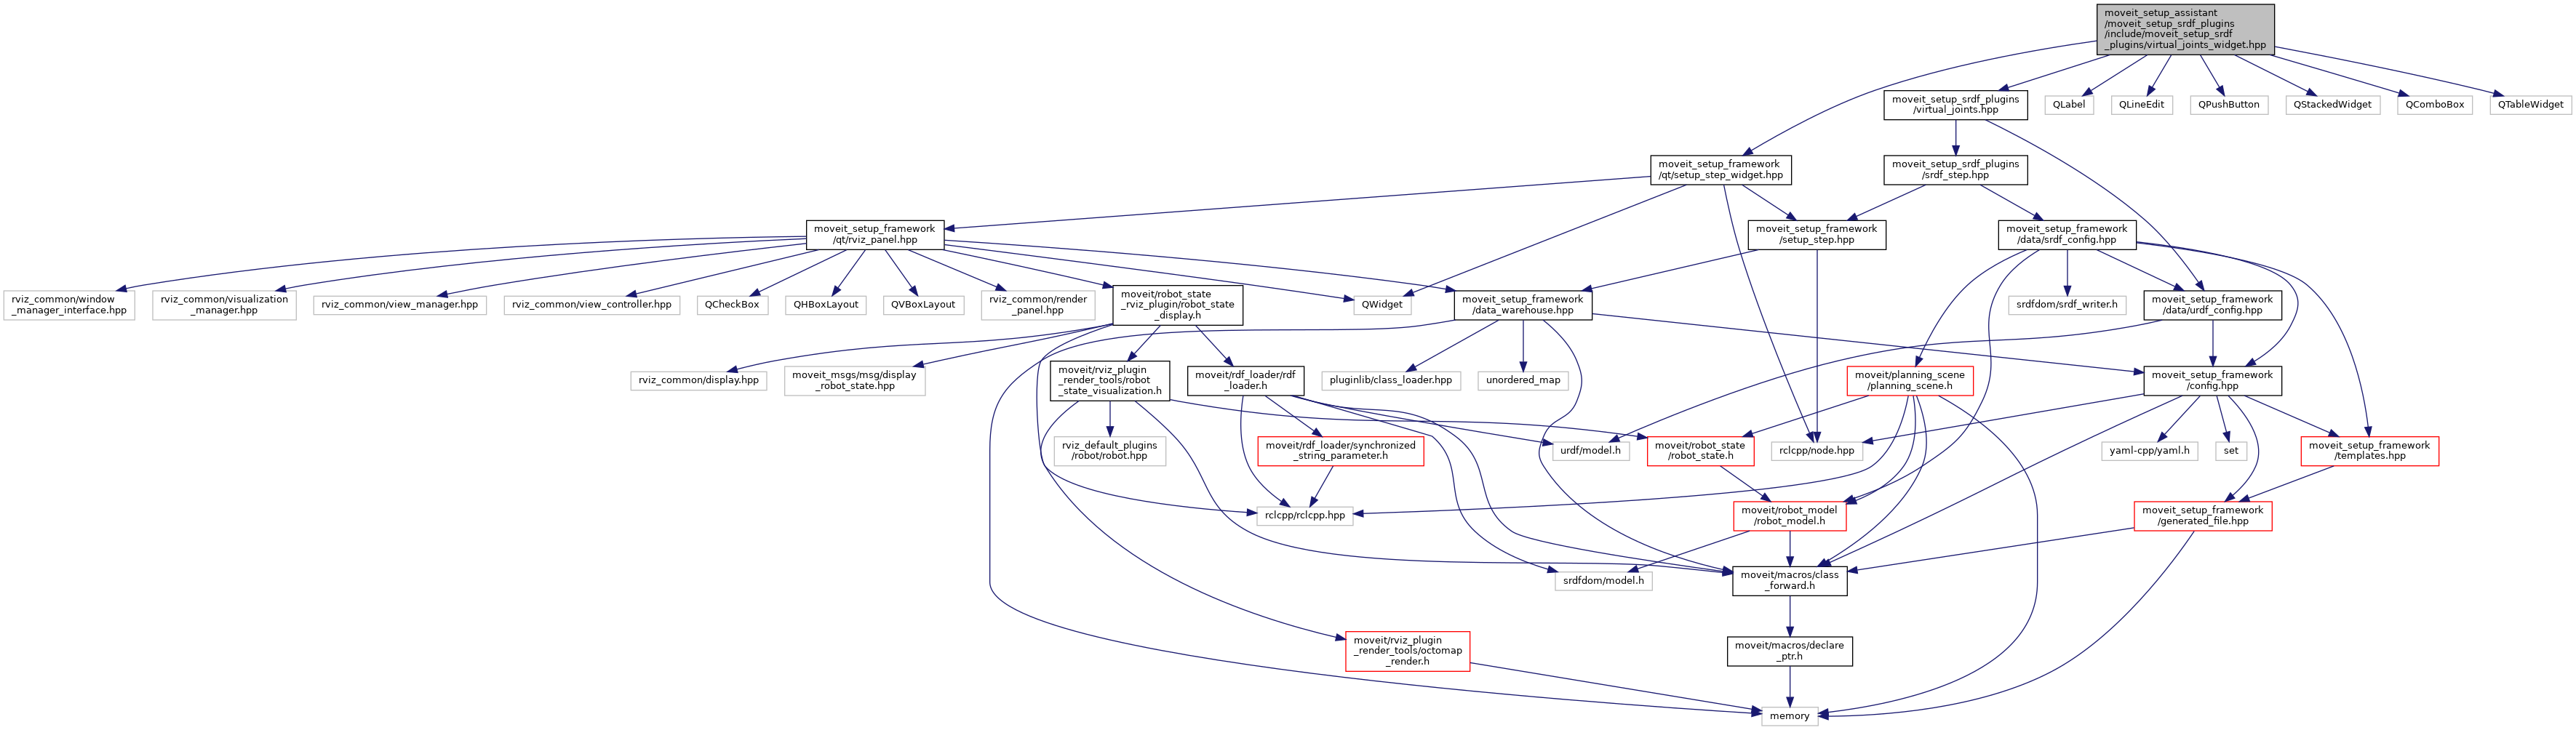 moveit_setup_assistant
/moveit_setup_srdf_plugins
/include/moveit_setup_srdf
_plugins/virtual_joints_widget.hpp
moveit_setup_srdf_plugins
/virtual_joints.hpp
QLabel
QLineEdit
QPushButton
QStackedWidget
QComboBox
QTableWidget
moveit_setup_framework
/qt/setup_step_widget.hpp
moveit_setup_srdf_plugins
/srdf_step.hpp
moveit_setup_framework
/qt/rviz_panel.hpp
moveit_setup_framework
/setup_step.hpp
moveit_setup_framework
/data/srdf_config.hpp
rviz_common/window
_manager_interface.hpp
rviz_common/visualization
_manager.hpp
rviz_common/view_manager.hpp
rviz_common/view_controller.hpp
QCheckBox
QHBoxLayout
QVBoxLayout
rviz_common/render
_panel.hpp
moveit/robot_state
_rviz_plugin/robot_state
_display.h
QWidget
moveit_setup_framework
/data_warehouse.hpp
srdfdom/srdf_writer.h
moveit_setup_framework
/data/urdf_config.hpp
rviz_common/display.hpp
moveit_msgs/msg/display
_robot_state.hpp
moveit/rviz_plugin
_render_tools/robot
_state_visualization.h
moveit/rdf_loader/rdf
_loader.h
pluginlib/class_loader.hpp
unordered_map
moveit/planning_scene
/planning_scene.h
moveit_setup_framework
/config.hpp
rviz_default_plugins
/robot/robot.hpp
moveit/rdf_loader/synchronized
_string_parameter.h
urdf/model.h
moveit/robot_state
/robot_state.h
rclcpp/node.hpp
yaml-cpp/yaml.h
set
moveit_setup_framework
/templates.hpp
rclcpp/rclcpp.hpp
moveit/robot_model
/robot_model.h
moveit_setup_framework
/generated_file.hpp
srdfdom/model.h
moveit/macros/class
_forward.h
moveit/rviz_plugin
_render_tools/octomap
_render.h
moveit/macros/declare
_ptr.h
memory